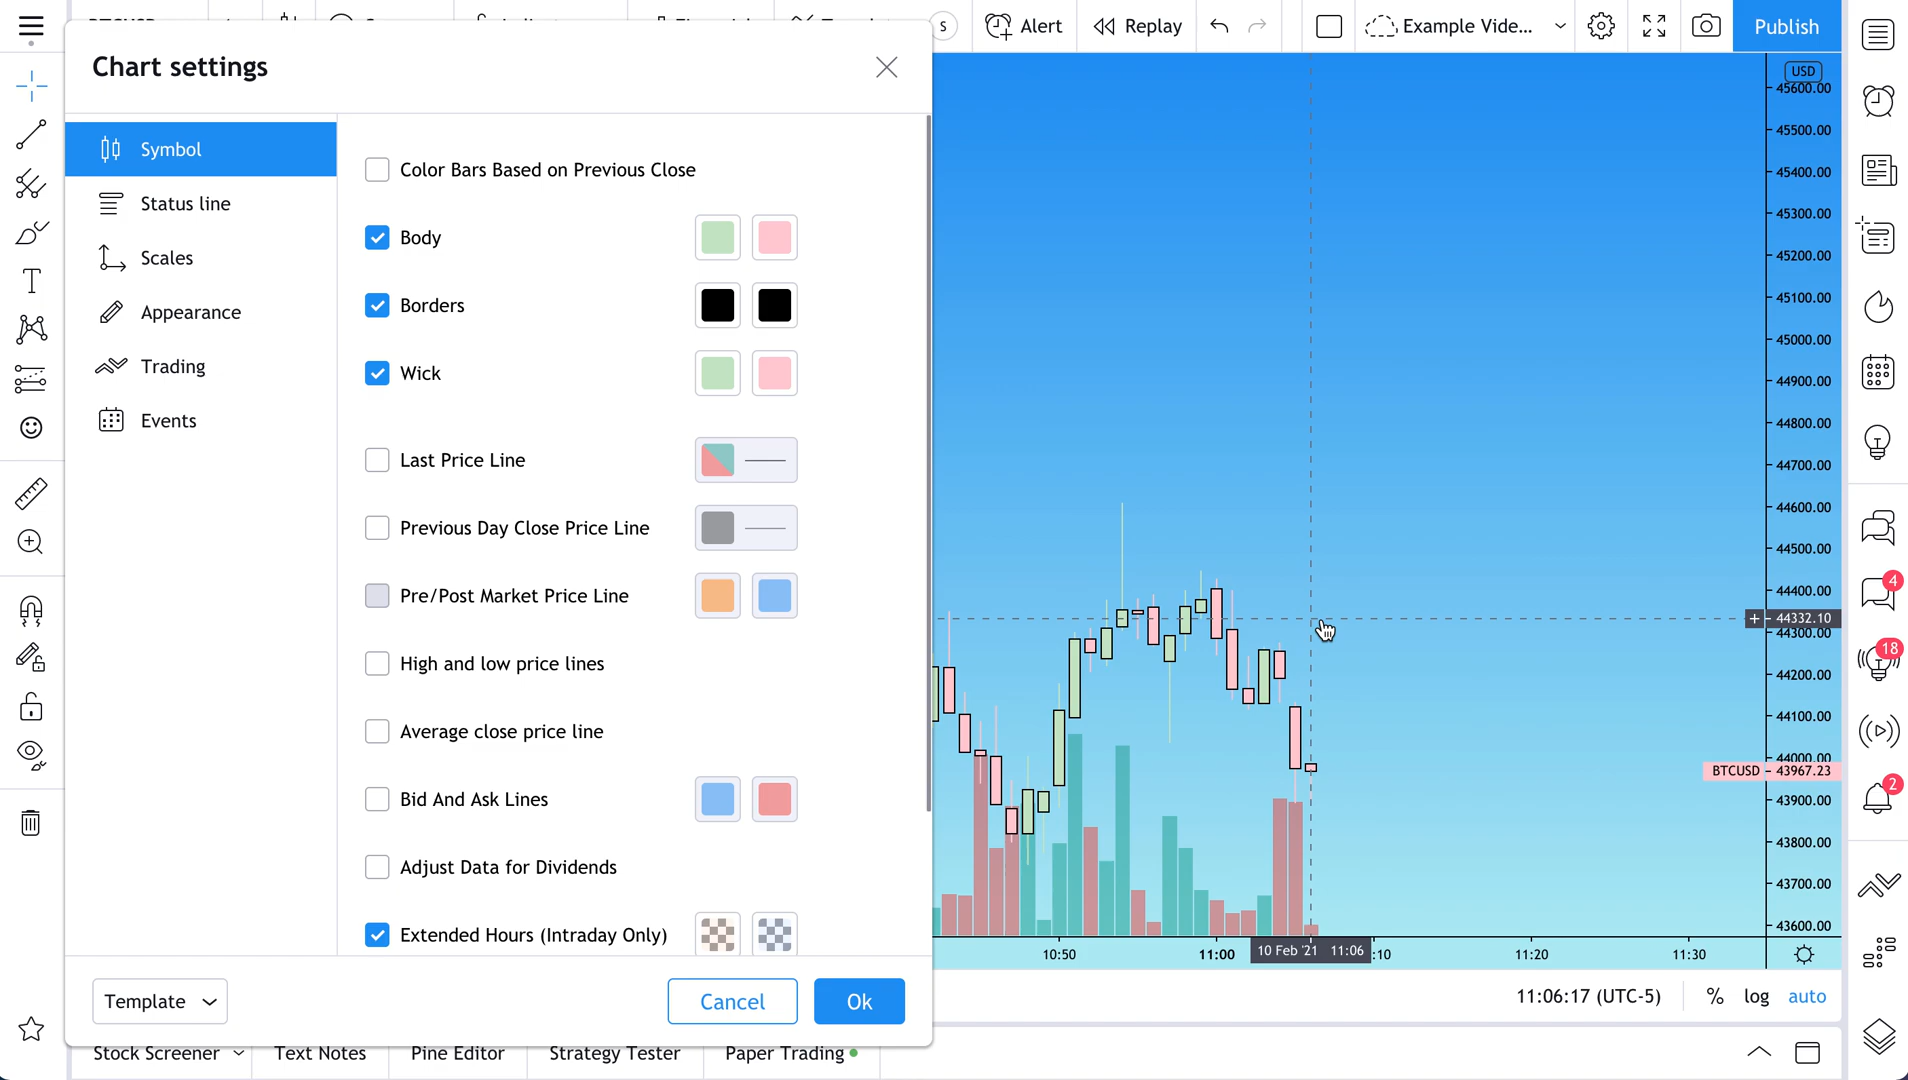 s
Alert
Replay
Example Vide...
Publish
Chart settings
Symbol
Status line
Scales
Appearance
Trading
Events
Color Bars Based on Previous Close
Body
Borders
Wick
Last Price Line
Previous Day Close Price Line
Pre/Post Market Price Line
High and low price lines
Average close price line
Bid And Ask Lines
Adjust Data for Dividends
Extended Hours (Intraday Only)
Template
Cancel
Ok
USD
45600.00
45500.00
45400.00
45300.00
45200.00
45100.00
45000.00
44900.00
44800.00
44700.00
44600.00
44500.00
44400.00
44332.10
44300.00
44200.00
44100.00
44000.00
BTCUSD 43967.23
43900.00
43800.00
43700.00
43600.00
10:50
11:00
10 Feb '21 11:06
:10
11:20
11:30
11:06:17 (UTC-5)
%
log
auto
4
18
2
Stock Screener
Text Notes
Pine Editor
Strategy Tester
Paper Trading